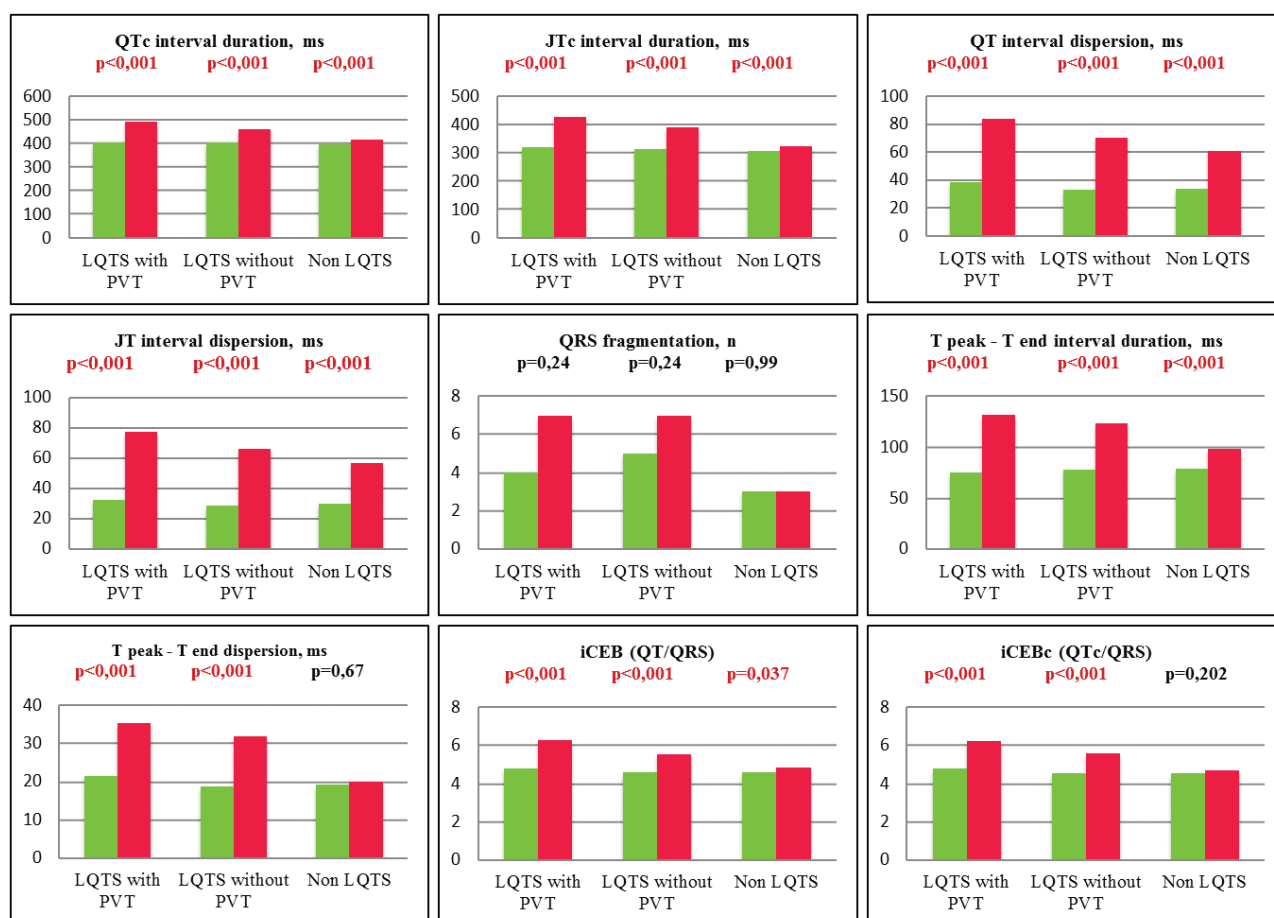 QTc interval duration, ms
p<0,001 p<0,001 p<0,001
600
500
400
300
200
100
0
LQTS with PVT LQTS without PVT Non LQTS
JTc interval duration, ms
p<0,001 p<0,001 p<0,001
500
400
300
200
100
0
LQTS with PVT LQTS without PVT Non LQTS
QT interval dispersion, ms
p<0,001 p<0,001 p<0,001
100
80
60
40
20
0
LQTS with PVT LQTS without PVT Non LQTS
JT interval dispersion, ms
p<0,001 p<0,001 p<0,001
100
80
60
40
20
0
LQTS with PVT LQTS without PVT Non LQTS
QRS fragmentation, n
p=0,24 p=0,24 p=0,99
8
6
4
2
0
LQTS with PVT LQTS without PVT Non LQTS
T peak - T end interval duration, ms
p<0,001 p<0,001 p<0,001
150
100
50
0
LQTS with PVT LQTS without PVT Non LQTS
T peak - T end dispersion, ms
p<0,001 p<0,001 p=0,67
40
30
20
10
0
LQTS with PVT LQTS without PVT Non LQTS
iCEB (QT/QRS)
p<0,001 p<0,001 p=0,037
8
6
4
2
0
LQTS with PVT LQTS without PVT Non LQTS
iCEBc (QTc/QRS)
p<0,001 p<0,001 p=0,202
8
6
4
2
0
LQTS with PVT LQTS without PVT Non LQTS